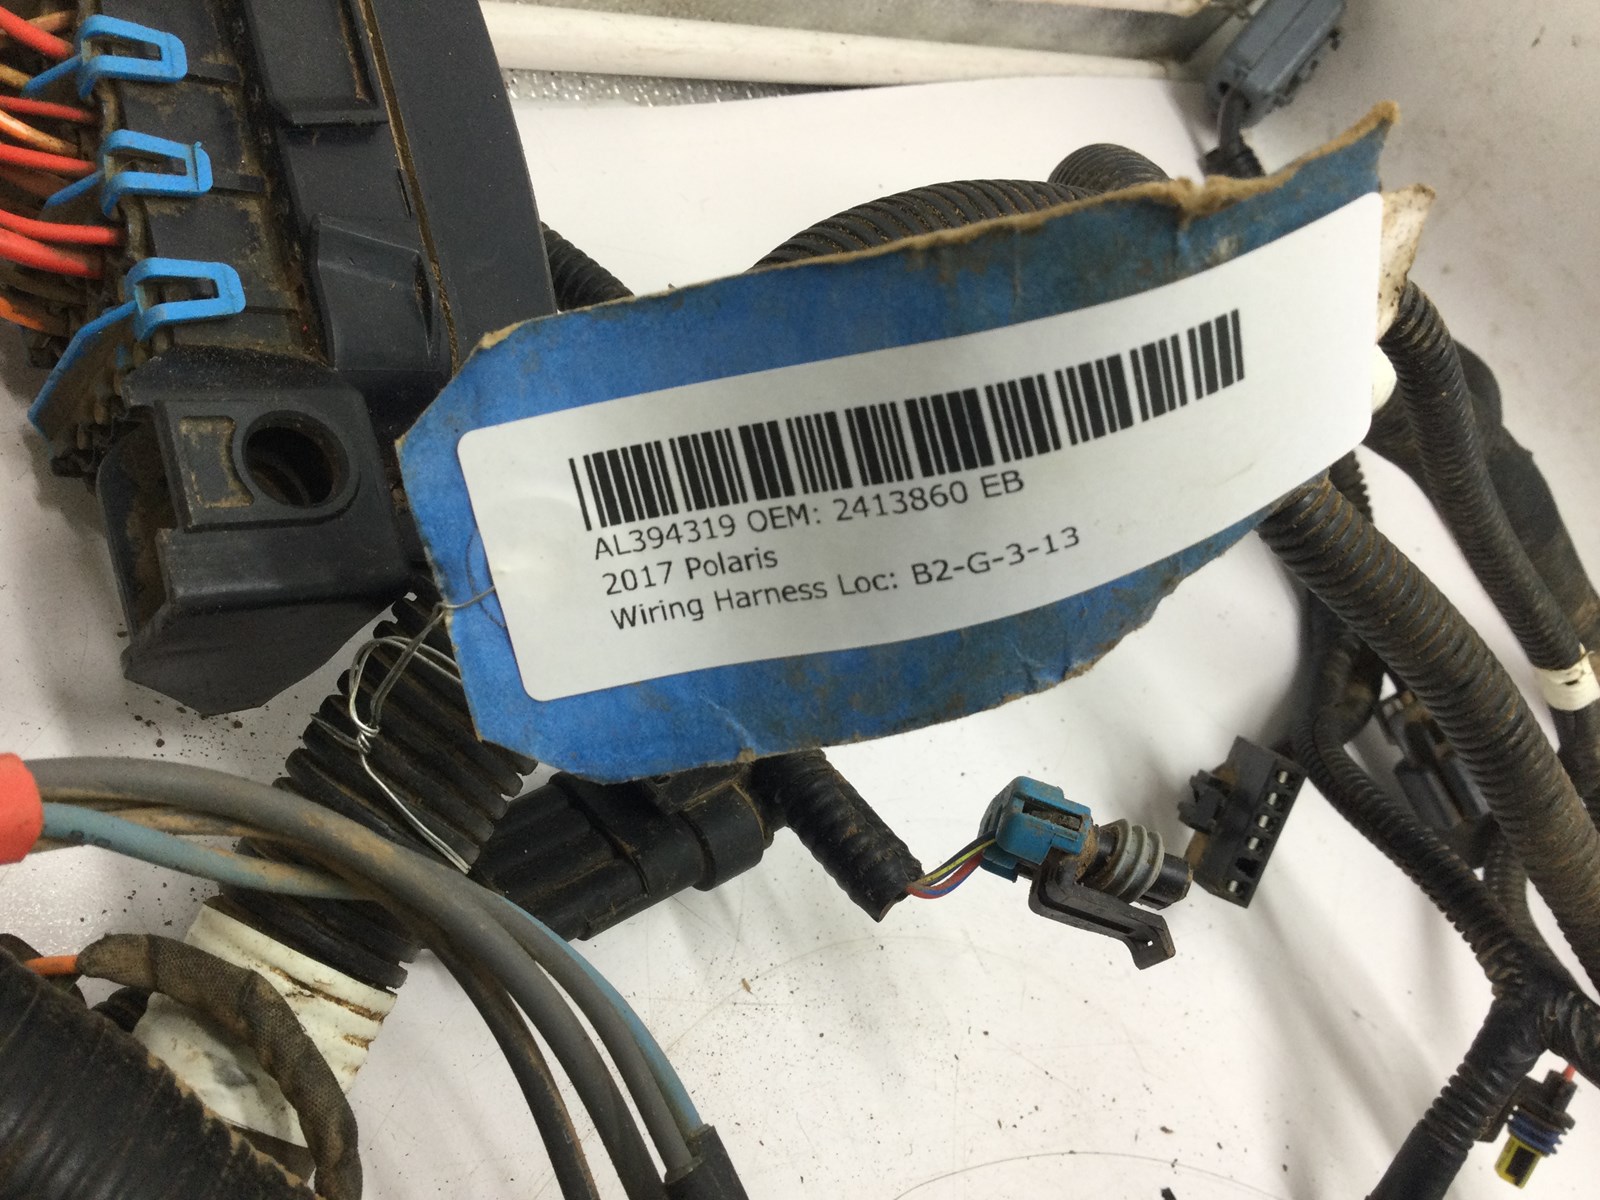 AL394319 OEM: 2413860 EB
2017 Polaris
Wiring Harness Loc: B2-G-3-13